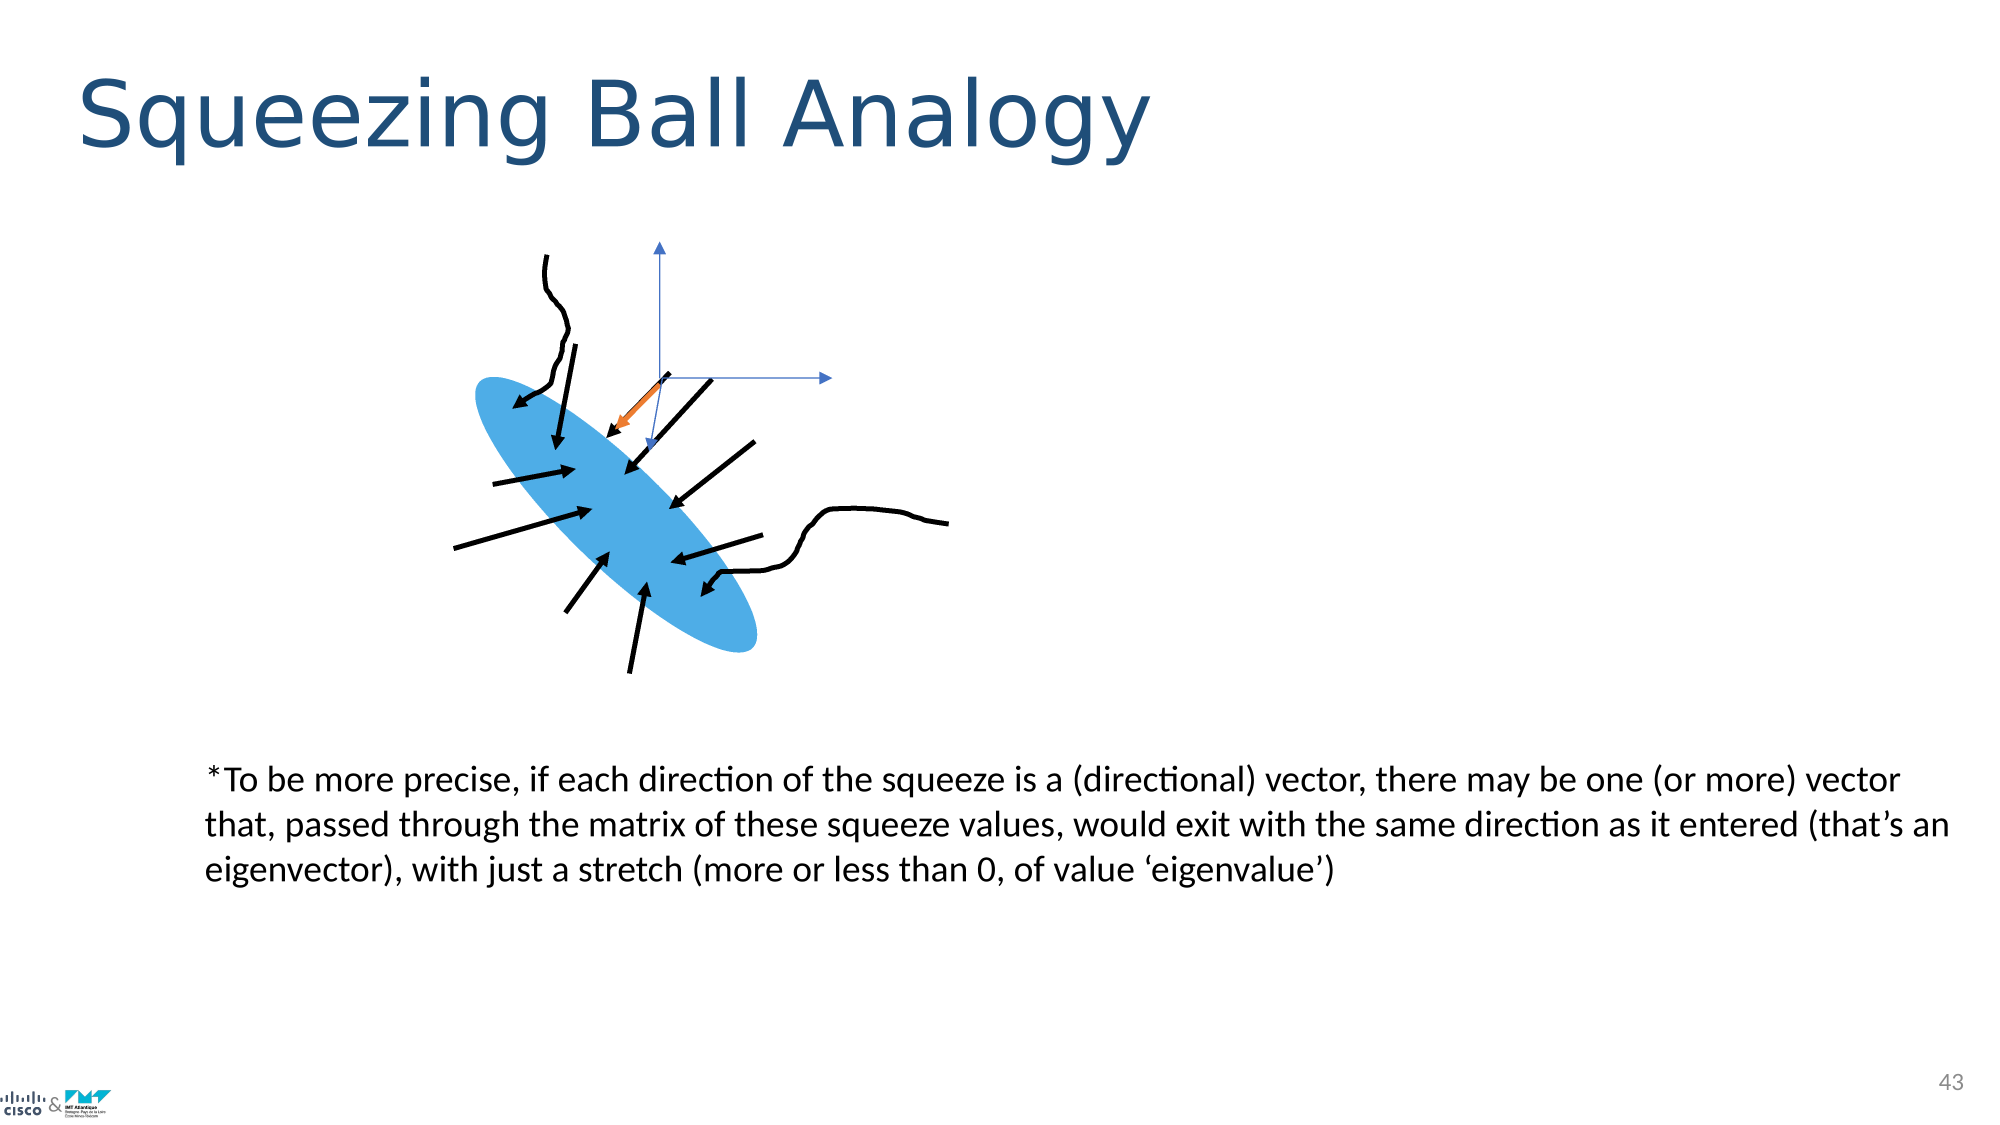 Squeezing Ball Analogy
*To be more precise, if each direction of the squeeze is a (directional) vector, there may be one (or more) vector
that, passed through the matrix of these squeeze values, would exit with the same direction as it entered (that’s an
eigenvector), with just a stretch (more or less than 0, of value ‘eigenvalue’)
43
CISCO & IMT Atlantique